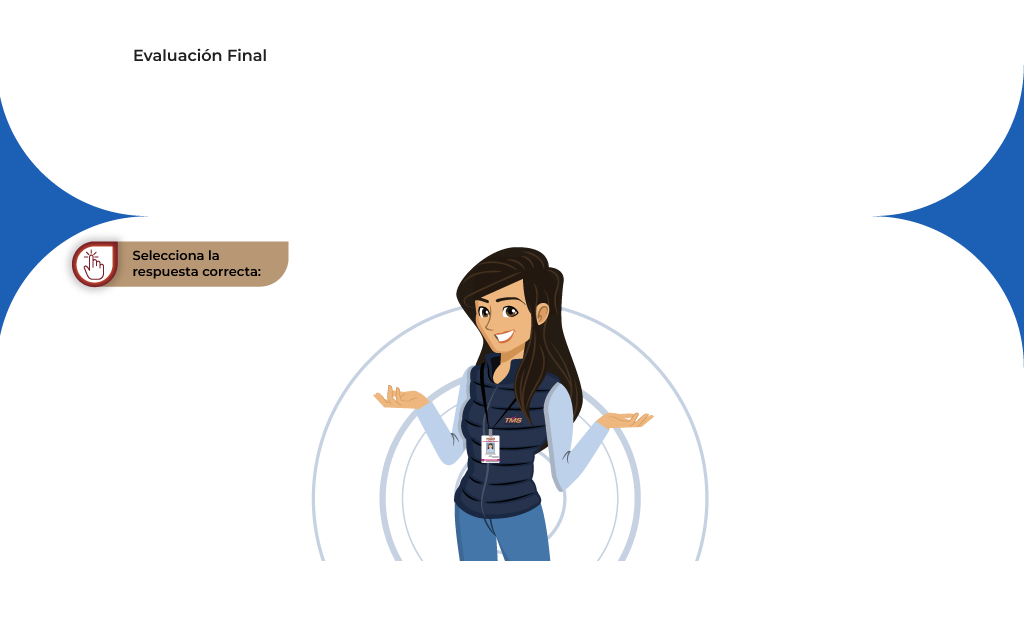 Evaluación Final
Selecciona la
respuesta correcta:
TMS